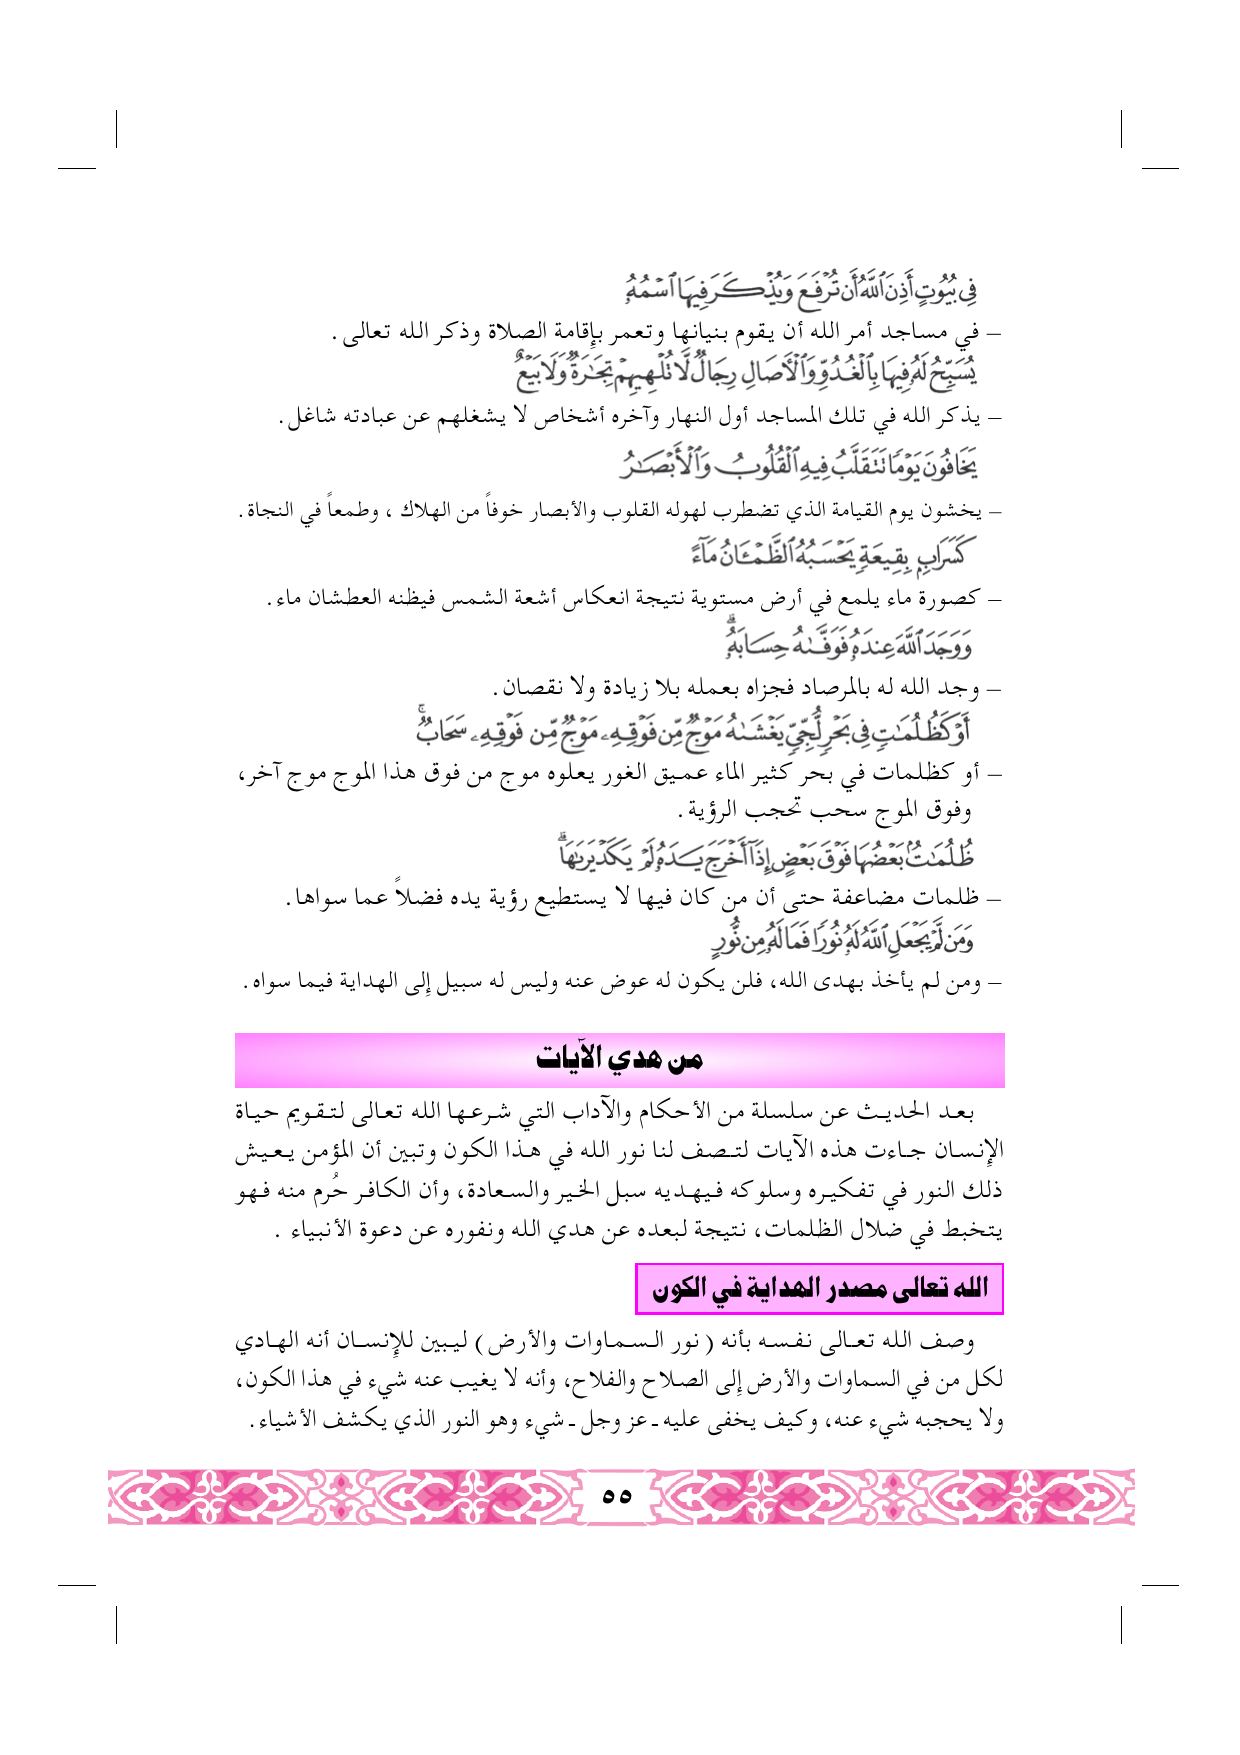 فِى بُيُوتٍ أَذِنَ ٱللَّهُ أَن تُرْفَعَ وَيُذْكَرَ فِيهَا ٱسْمُهُۥ
– في مساجد أمر الله أن يقوم بنيانها وتعمر بإِقامة الصلاة وذكر الله تعالى .
يُسَبِّحُ لَهُۥ فِيهَا بِٱلْغُدُوِّ وَٱلْأَصَالِ رِجَالٌ لَّا تُلْهِيهِمْ تِجَٰرَةٌ وَلَا بَيْعٌ
– يذكر الله في تلك المساجد أول النهار وآخره أشخاص لا يشغلهم عن عبادته شاغل .
يَخَافُونَ يَوْمًا تَتَقَلَّبُ فِيهِ ٱلْقُلُوبُ وَٱلْأَبْصَٰرُ
– يخشون يوم القيامة الذي تضطرب لهوله القلوب والأبصار خوفاً من الهلاك ، وطمعاً في النجاة .
كَسَرَابٍۭ بِقِيعَةٍ يَحْسَبُهُ ٱلظَّمْـَٔانُ مَآءً
– كصورة ماء يلمع في أرض مستوية نتيجة انعكاس أشعة الشمس فيظنه العطشان ماء .
وَوَجَدَ ٱللَّهَ عِندَهُۥ فَوَفَّىٰهُ حِسَابَهُۥ ۗ
– وجد الله له بالمرصاد فجزاه بعمله بلا زيادة ولا نقصان .
أَوْ كَظُلُمَٰتٍ فِى بَحْرٍ لُّجِّىٍّ يَغْشَىٰهُ مَوْجٌ مِّن فَوْقِهِۦ مَوْجٌ مِّن فَوْقِهِۦ سَحَابٌ ۚ
– أو كظلمات في بحر كثير الماء عميق الغور يعلوه موج من فوق هذا الموج موج آخر،
وفوق الموج سحب تحجب الرؤية .
ظُلُمَٰتٌۢ بَعْضُهَا فَوْقَ بَعْضٍ إِذَآ أَخْرَجَ يَدَهُۥ لَمْ يَكَدْ يَرَىٰهَا ۗ
– ظلمات مضاعفة حتى أن من كان فيها لا يستطيع رؤية يده فضلاً عما سواها .
وَمَن لَّمْ يَجْعَلِ ٱللَّهُ لَهُۥ نُورًا فَمَا لَهُۥ مِن نُّورٍ
– ومن لم يأخذ بهدى الله، فلن يكون له عوض عنه وليس له سبيل إِلى الهداية فيما سواه .
من هدي الآيات
بعد الحديث عن سلسلة من الأحكام والآداب التي شرعها الله تعالى لتقويم حياة
الإِنسان جاءت هذه الآيات لتصف لنا نور الله في هذا الكون وتبين أن المؤمن يعيش
ذلك النور في تفكيره وسلوكه فيهديه سبل الخير والسعادة، وأن الكافر حُرم منه فهو
يتخبط في ضلال الظلمات، نتيجة لبعده عن هدي الله ونفوره عن دعوة الأنبياء .
الله تعالى مصدر الهداية في الكون
وصف الله تعالى نفسه بأنه ( نور السماوات والأرض ) ليبين للإِنسان أنه الهادي
لكل من في السماوات والأرض إِلى الصلاح والفلاح، وأنه لا يغيب عنه شيء في هذا الكون،
ولا يحجبه شيء عنه، وكيف يخفى عليه ـ عز وجل ـ شيء وهو النور الذي يكشف الأشياء .
٥٥